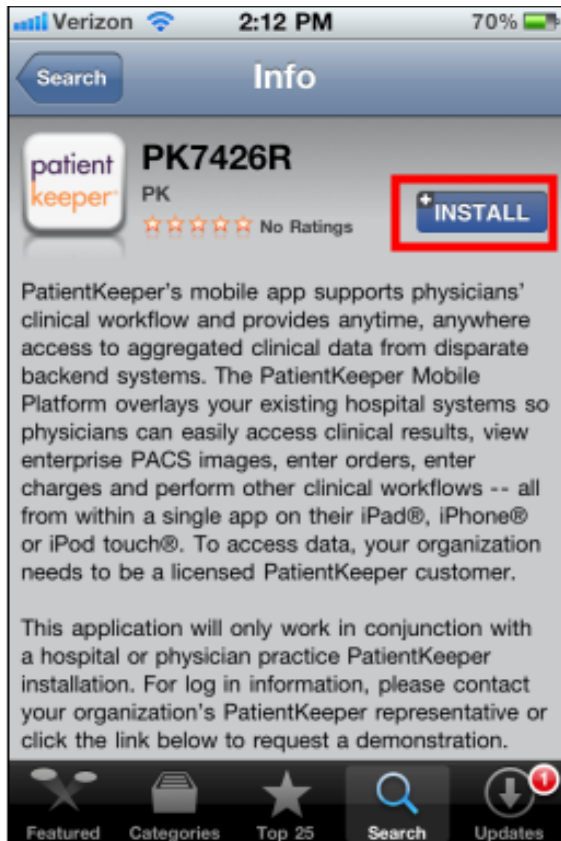 Verizon 2:12 PM 70%
Search Info
patient
keeper
PK7426R
PK
No Ratings
INSTALL
PatientKeeper's mobile app supports physicians'
clinical workflow and provides anytime, anywhere
access to aggregated clinical data from disparate
backend systems. The PatientKeeper Mobile
Platform overlays your existing hospital systems so
physicians can easily access clinical results, view
enterprise PACS images, enter orders, enter
charges and perform other clinical workflows -- all
from within a single app on their iPad®, iPhone®
or iPod touch®. To access data, your organization
needs to be a licensed PatientKeeper customer.
This application will only work in conjunction with
a hospital or physician practice PatientKeeper
installation. For log in information, please contact
your organization's PatientKeeper representative or
click the link below to request a demonstration.
1
Featured Categories Top 25 Search Updates